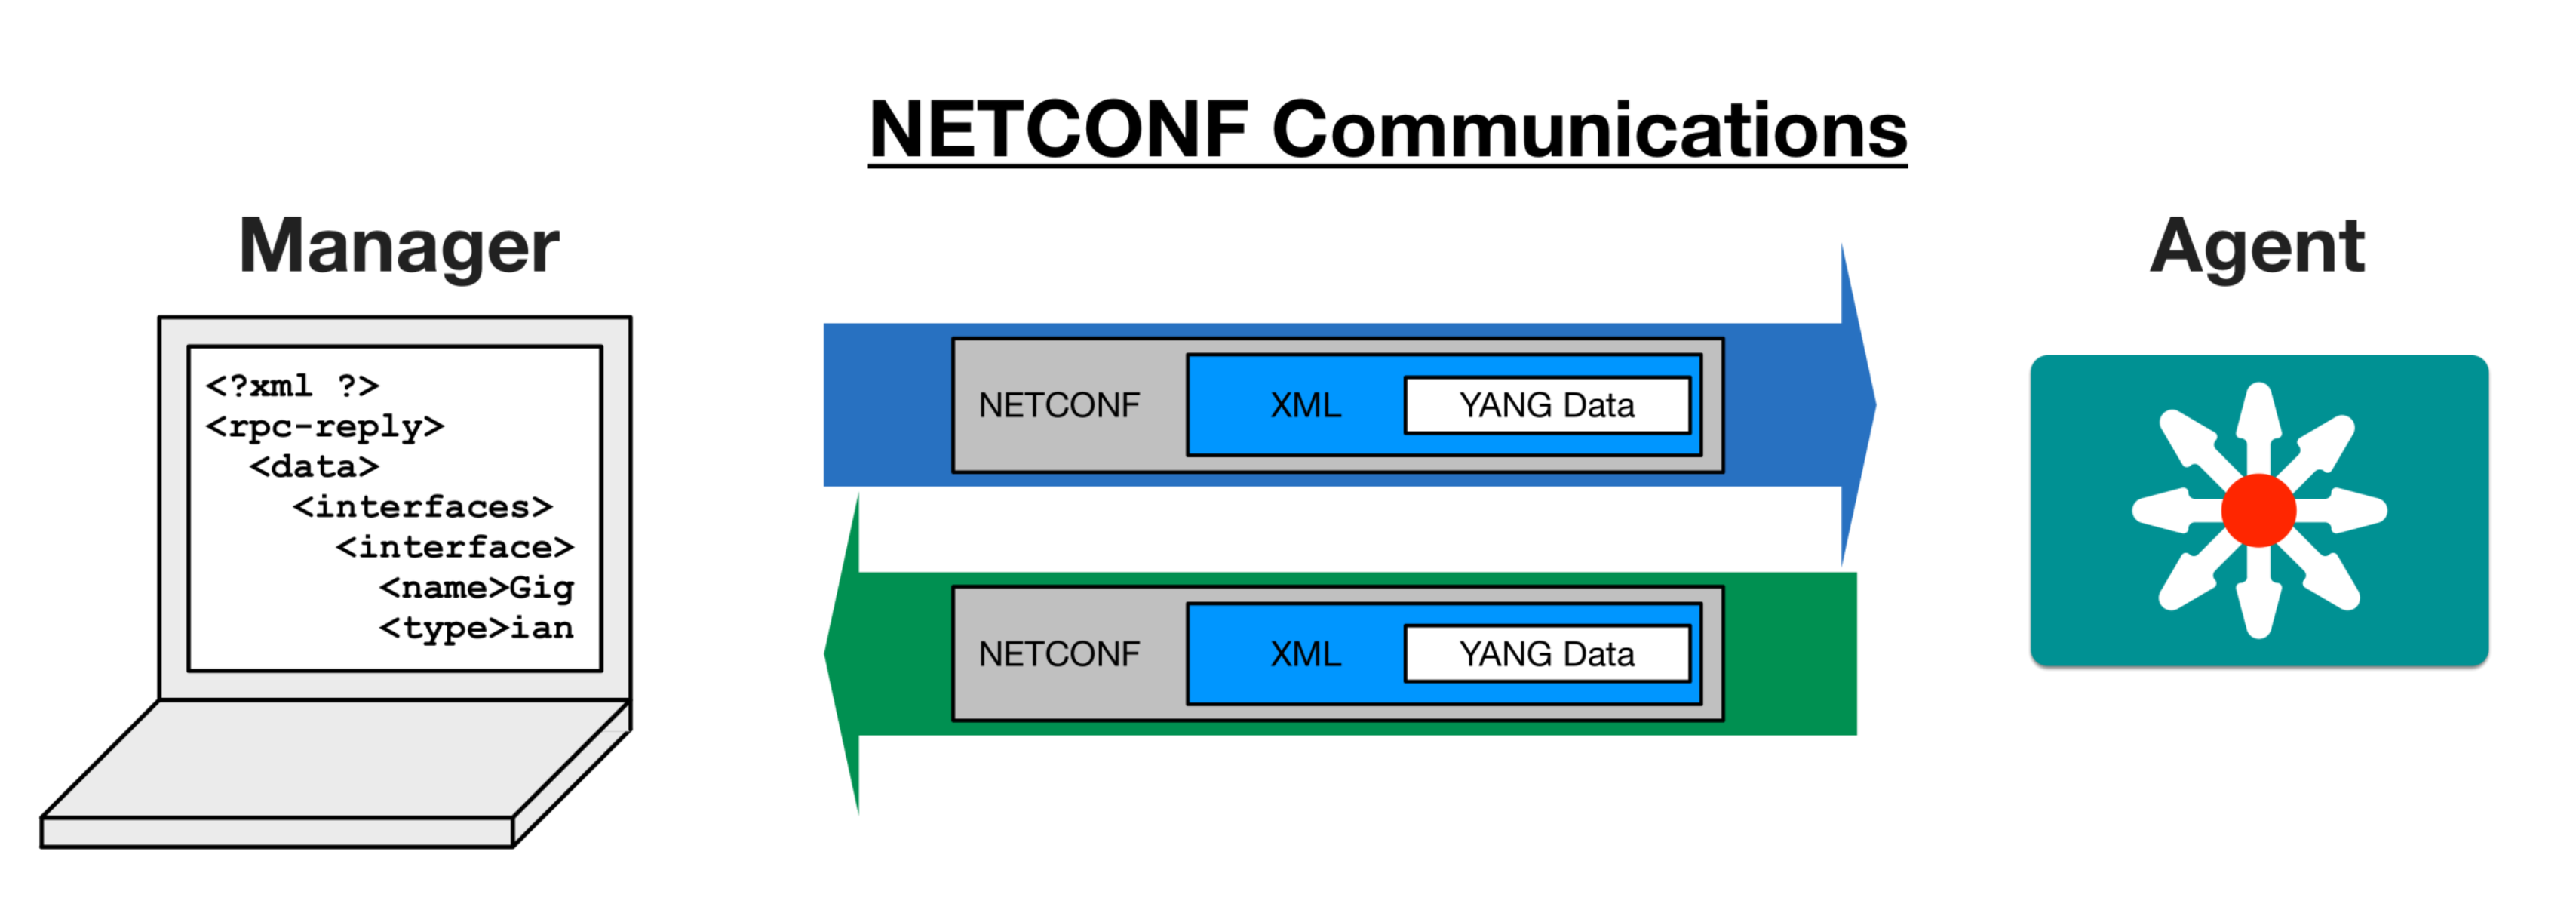 NETCONF Communications
Manager
Agent
<?xml ?>
<rpc-reply>
<data>
<interfaces>
<interface>
<name>Gig
<type>ian
NETCONF XML YANG Data
NETCONF XML YANG Data